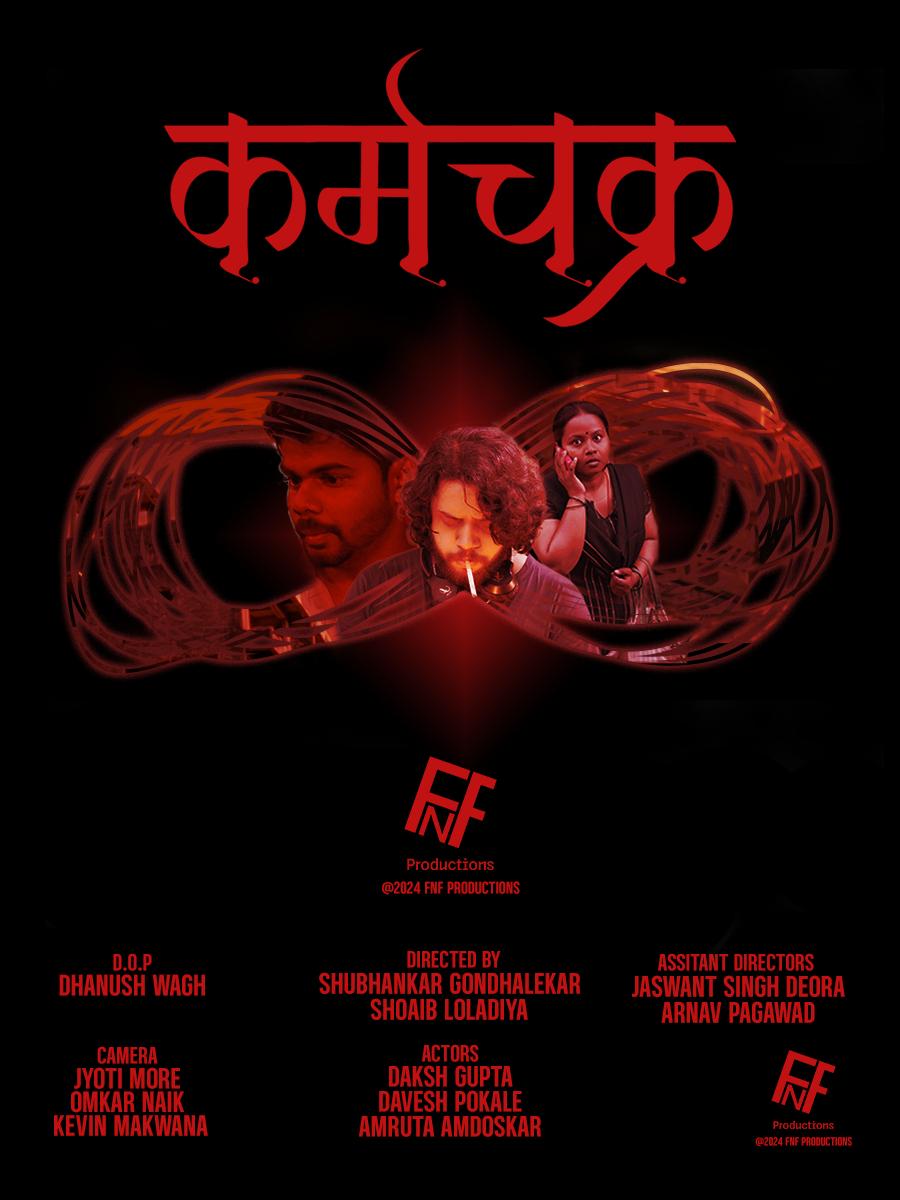 कर्मचक्र
FNF
Productions
@2024 FNF PRODUCTIONS
D.O.P
DHANUSH WAGH
DIRECTED BY
SHUBHANKAR GONDHALEKAR
SHOAIB LOLADIYA
ASSITANT DIRECTORS
JASWANT SINGH DEORA
ARNAV PAGAWAD
CAMERA
JYOTI MORE
OMKAR NAIK
KEVIN MAKWANA
ACTORS
DAKSH GUPTA
DAVESH POKALE
AMRUTA AMDOSKAR
FNF
Productions
@2024 FNF PRODUCTIONS